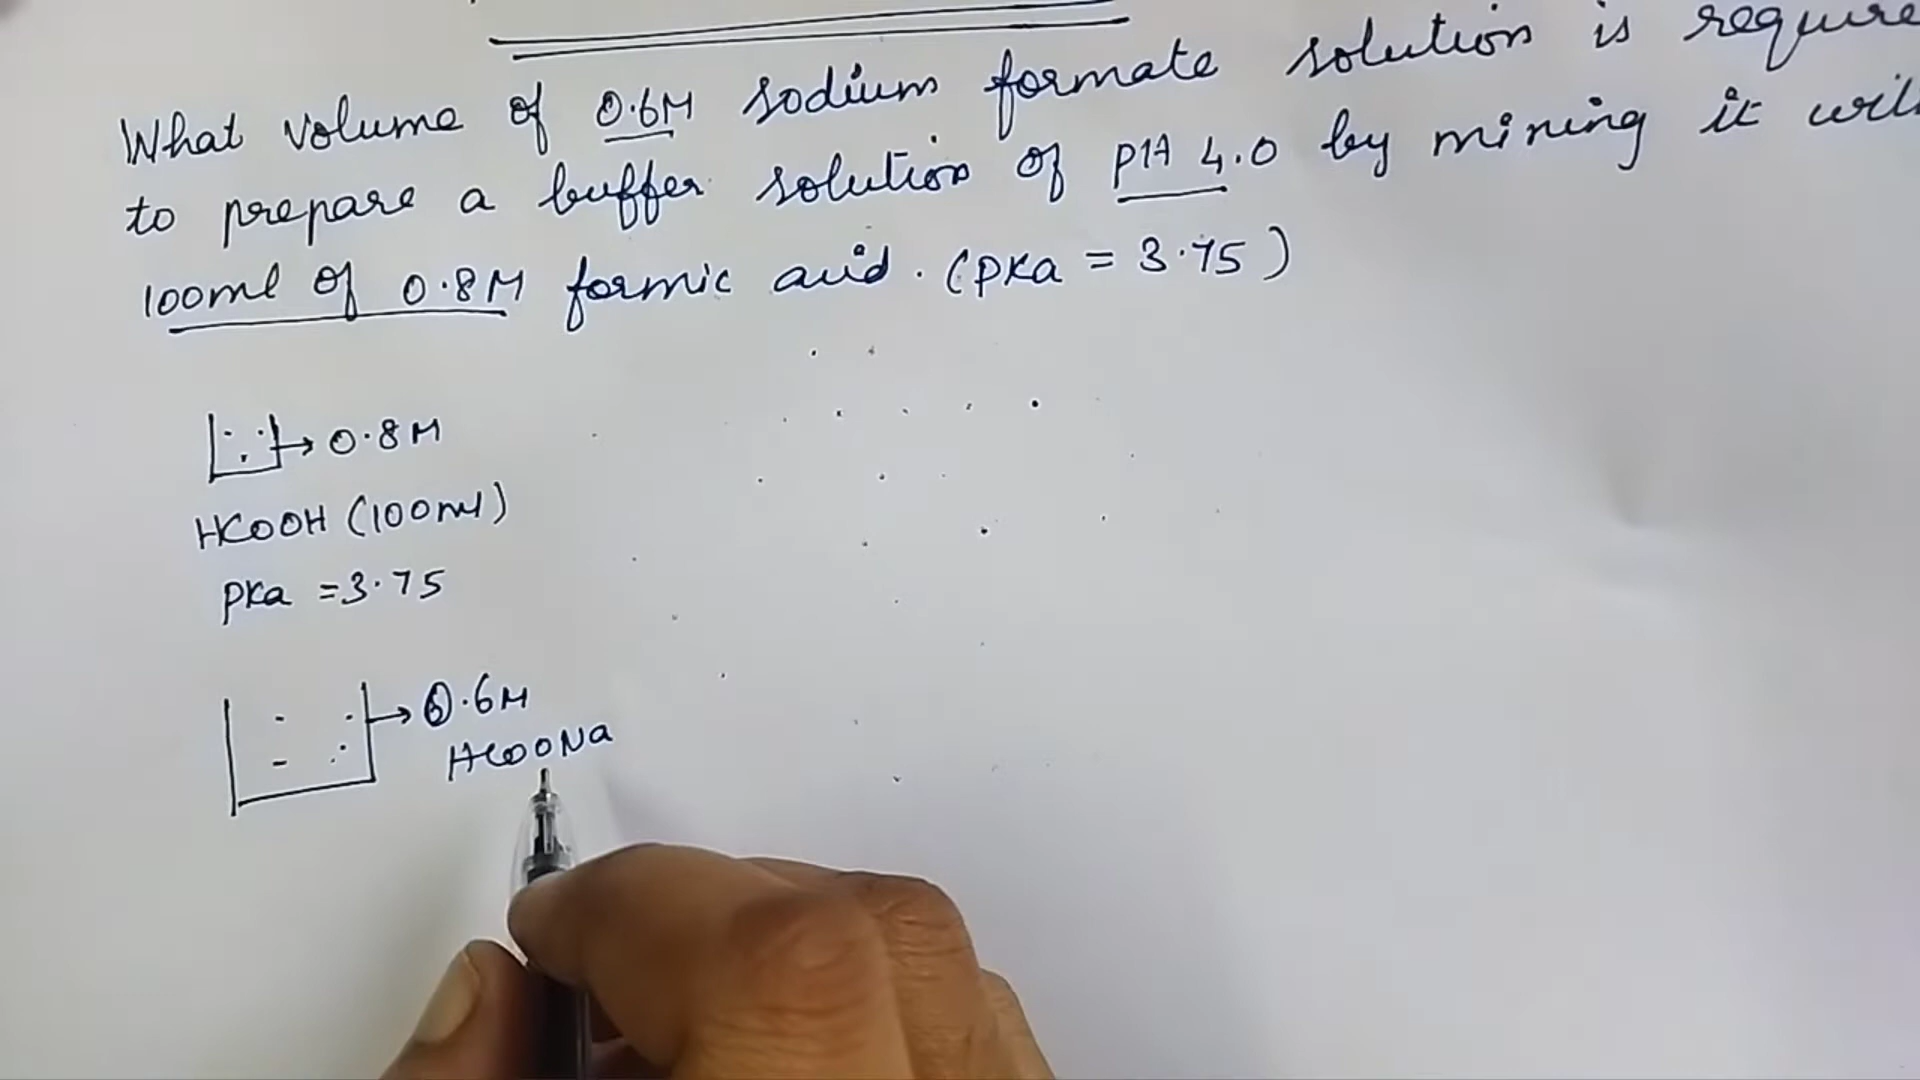 What volume of 0.6M sodium formate solution is require
to prepare a buffer solution of pH 4.0 by mixing it with
100ml of 0.8M formic acid. (pka = 3.75)
0.8M
HCOOH (100ml)
pka = 3.75
0.6M
HCOONa